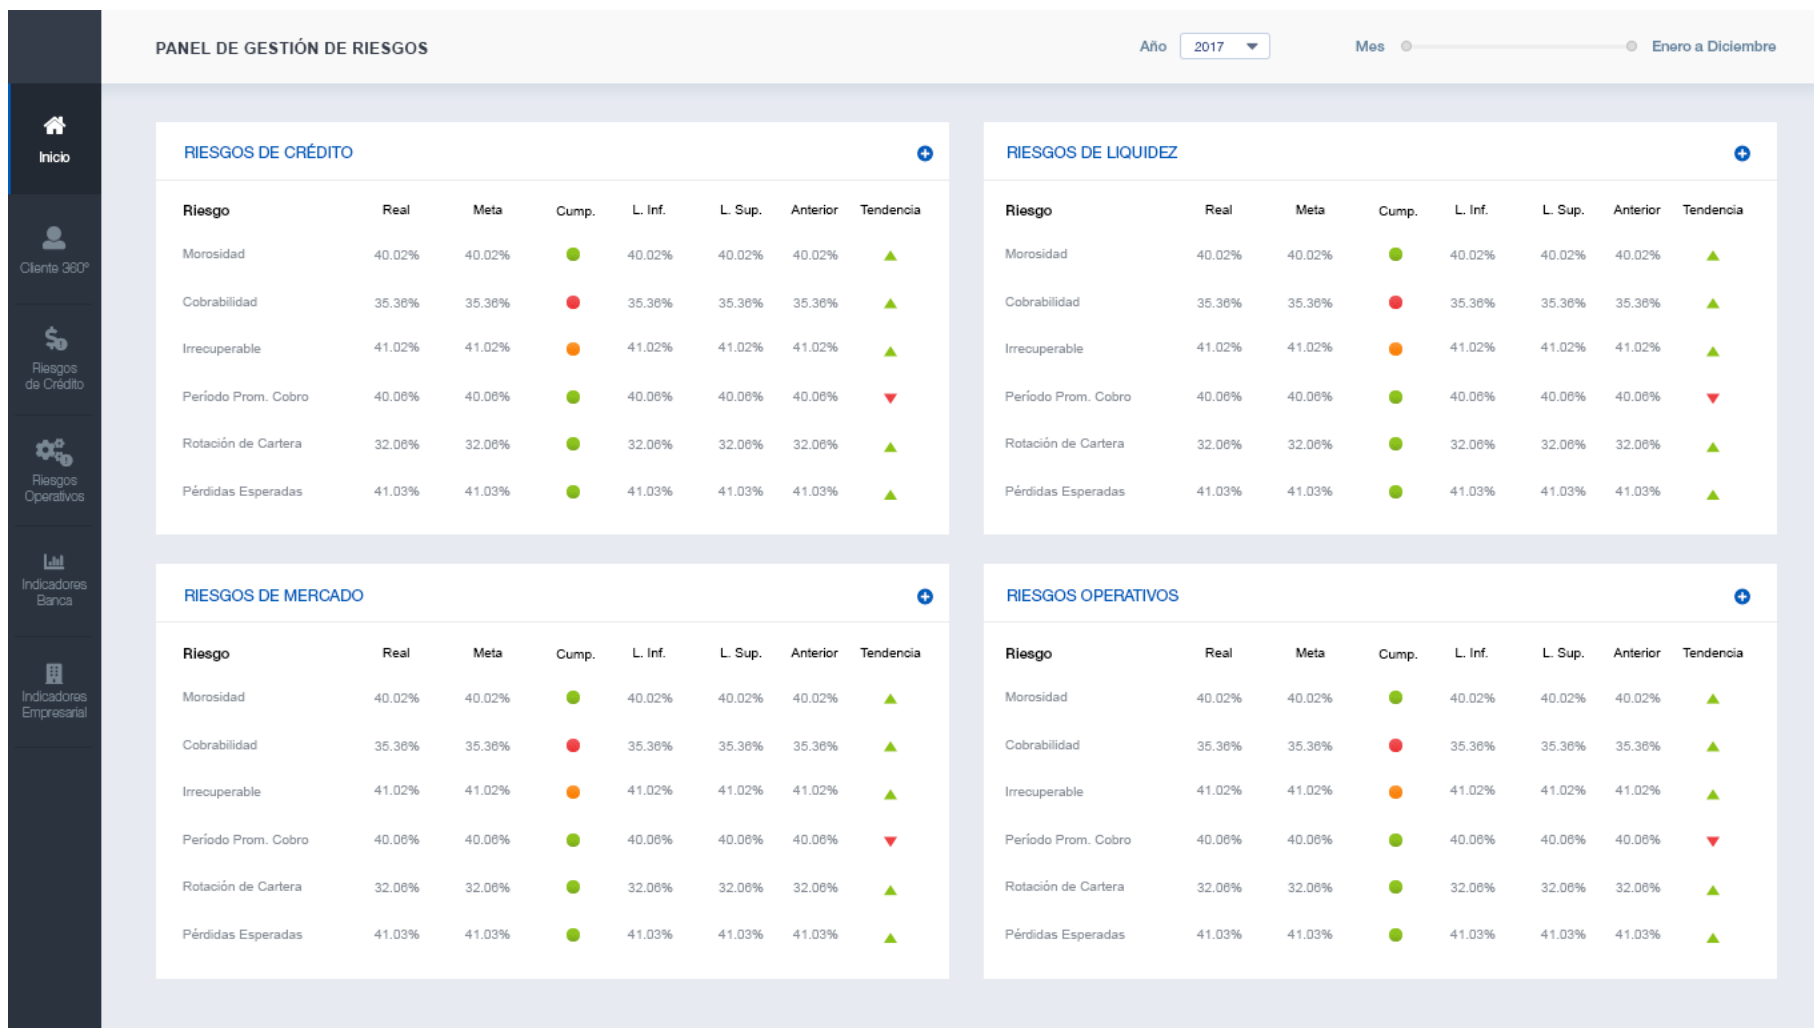 PANEL DE GESTIÓN DE RIESGOS
Año 2017 Mes Enero a Diciembre
Inicio
Cliente 360º
Riesgos
de Crédito
Riesgos
Operativos
Indicadores
Banca
Indicadores
Empresarial
RIESGOS DE CRÉDITO
Riesgo Real Meta Cump. L. Inf. L. Sup. Anterior Tendencia
Morosidad 40.02% 40.02% 40.02% 40.02% 40.02%
Cobrabilidad 35.36% 35.36% 35.36% 35.36% 35.36%
Irrecuperable 41.02% 41.02% 41.02% 41.02% 41.02%
Período Prom. Cobro 40.06% 40.06% 40.06% 40.06% 40.06%
Rotación de Cartera 32.06% 32.06% 32.06% 32.06% 32.06%
Pérdidas Esperadas 41.03% 41.03% 41.03% 41.03% 41.03%
RIESGOS DE LIQUIDEZ
Riesgo Real Meta Cump. L. Inf. L. Sup. Anterior Tendencia
Morosidad 40.02% 40.02% 40.02% 40.02% 40.02%
Cobrabilidad 35.36% 35.36% 35.36% 35.36% 35.36%
Irrecuperable 41.02% 41.02% 41.02% 41.02% 41.02%
Período Prom. Cobro 40.06% 40.06% 40.06% 40.06% 40.06%
Rotación de Cartera 32.06% 32.06% 32.06% 32.06% 32.06%
Pérdidas Esperadas 41.03% 41.03% 41.03% 41.03% 41.03%
RIESGOS DE MERCADO
Riesgo Real Meta Cump. L. Inf. L. Sup. Anterior Tendencia
Morosidad 40.02% 40.02% 40.02% 40.02% 40.02%
Cobrabilidad 35.36% 35.36% 35.36% 35.36% 35.36%
Irrecuperable 41.02% 41.02% 41.02% 41.02% 41.02%
Período Prom. Cobro 40.06% 40.06% 40.06% 40.06% 40.06%
Rotación de Cartera 32.06% 32.06% 32.06% 32.06% 32.06%
Pérdidas Esperadas 41.03% 41.03% 41.03% 41.03% 41.03%
RIESGOS OPERATIVOS
Riesgo Real Meta Cump. L. Inf. L. Sup. Anterior Tendencia
Morosidad 40.02% 40.02% 40.02% 40.02% 40.02%
Cobrabilidad 35.36% 35.36% 35.36% 35.36% 35.36%
Irrecuperable 41.02% 41.02% 41.02% 41.02% 41.02%
Período Prom. Cobro 40.06% 40.06% 40.06% 40.06% 40.06%
Rotación de Cartera 32.06% 32.06% 32.06% 32.06% 32.06%
Pérdidas Esperadas 41.03% 41.03% 41.03% 41.03% 41.03%